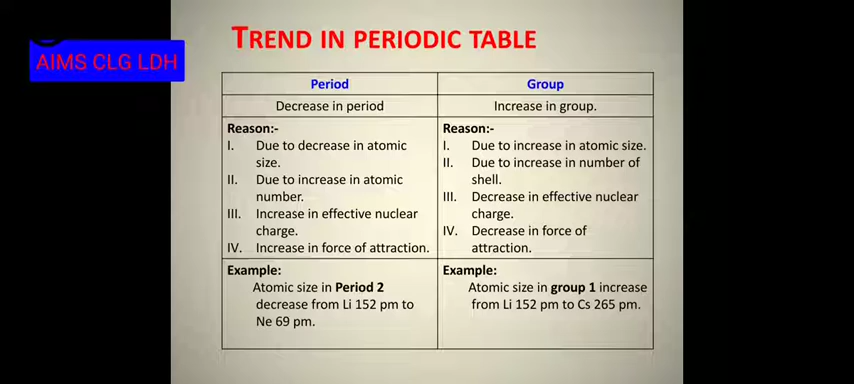 TREND IN PERIODIC TABLE
AIMS CLG LDH
Period
Group
Decrease in period
Increase in group.
Reason:-
I. Due to decrease in atomic
size.
II. Due to increase in atomic
number.
III. Increase in effective nuclear
charge.
IV. Increase in force of attraction.
Reason:-
I. Due to increase in atomic size.
II. Due to increase in number of
shell.
III. Decrease in effective nuclear
charge.
IV. Decrease in force of
attraction.
Example:
Atomic size in Period 2
decrease from Li 152 pm to
Ne 69 pm.
Example:
Atomic size in group 1 increase
from Li 152 pm to Cs 265 pm.